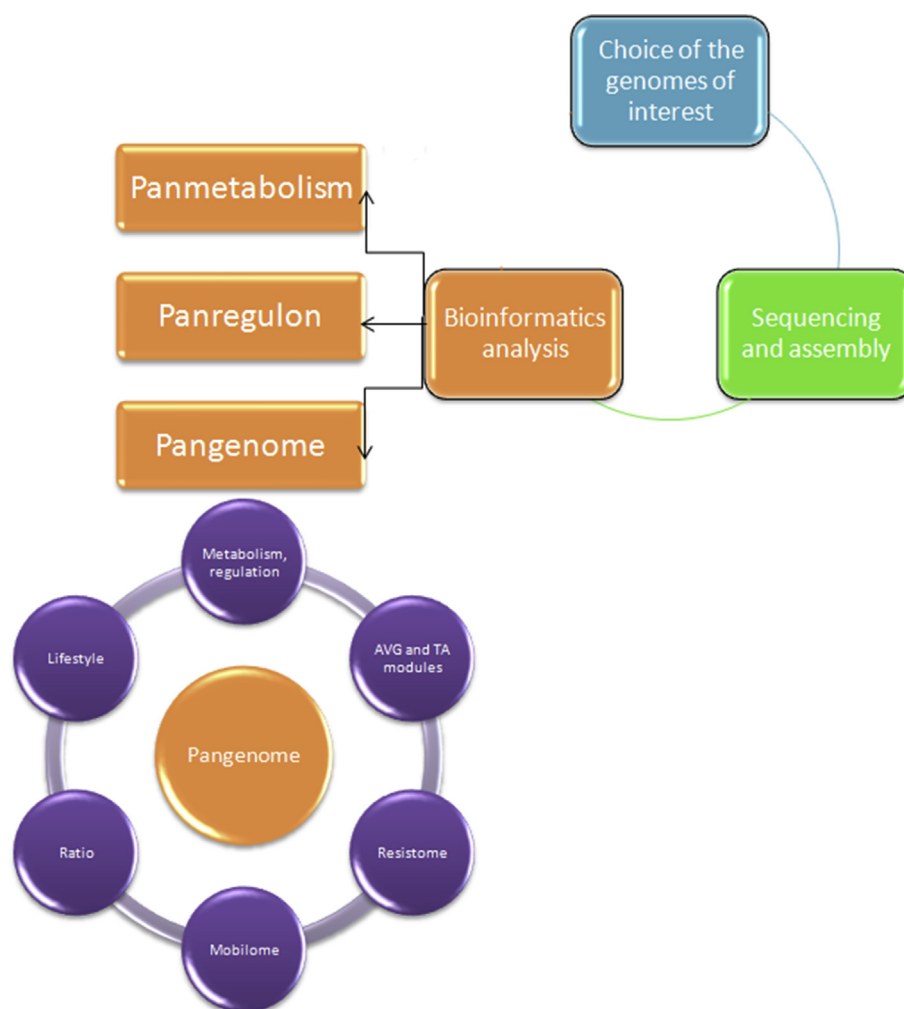 Choice of the
genomes of
interest
Sequencing
and assembly
Bioinformatics
analysis
Panmetabolism
Panregulon
Pangenome
Metabolism,
regulation
AVG and TA
modules
Resistome
Mobilome
Ratio
Lifestyle
Pangenome